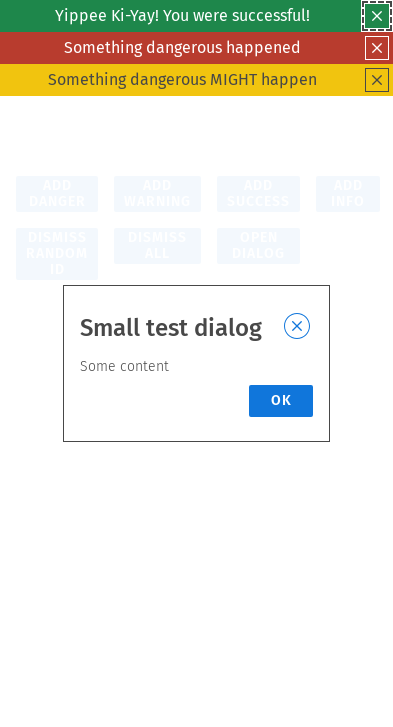 Yippee Ki-Yay! You were successful!
Something dangerous happened
Something dangerous MIGHT happen
ADD DANGER
ADD WARNING
ADD SUCCESS
ADD INFO
DISMISS RANDOM ID
DISMISS ALL
OPEN DIALOG
Small test dialog
Some content
OK